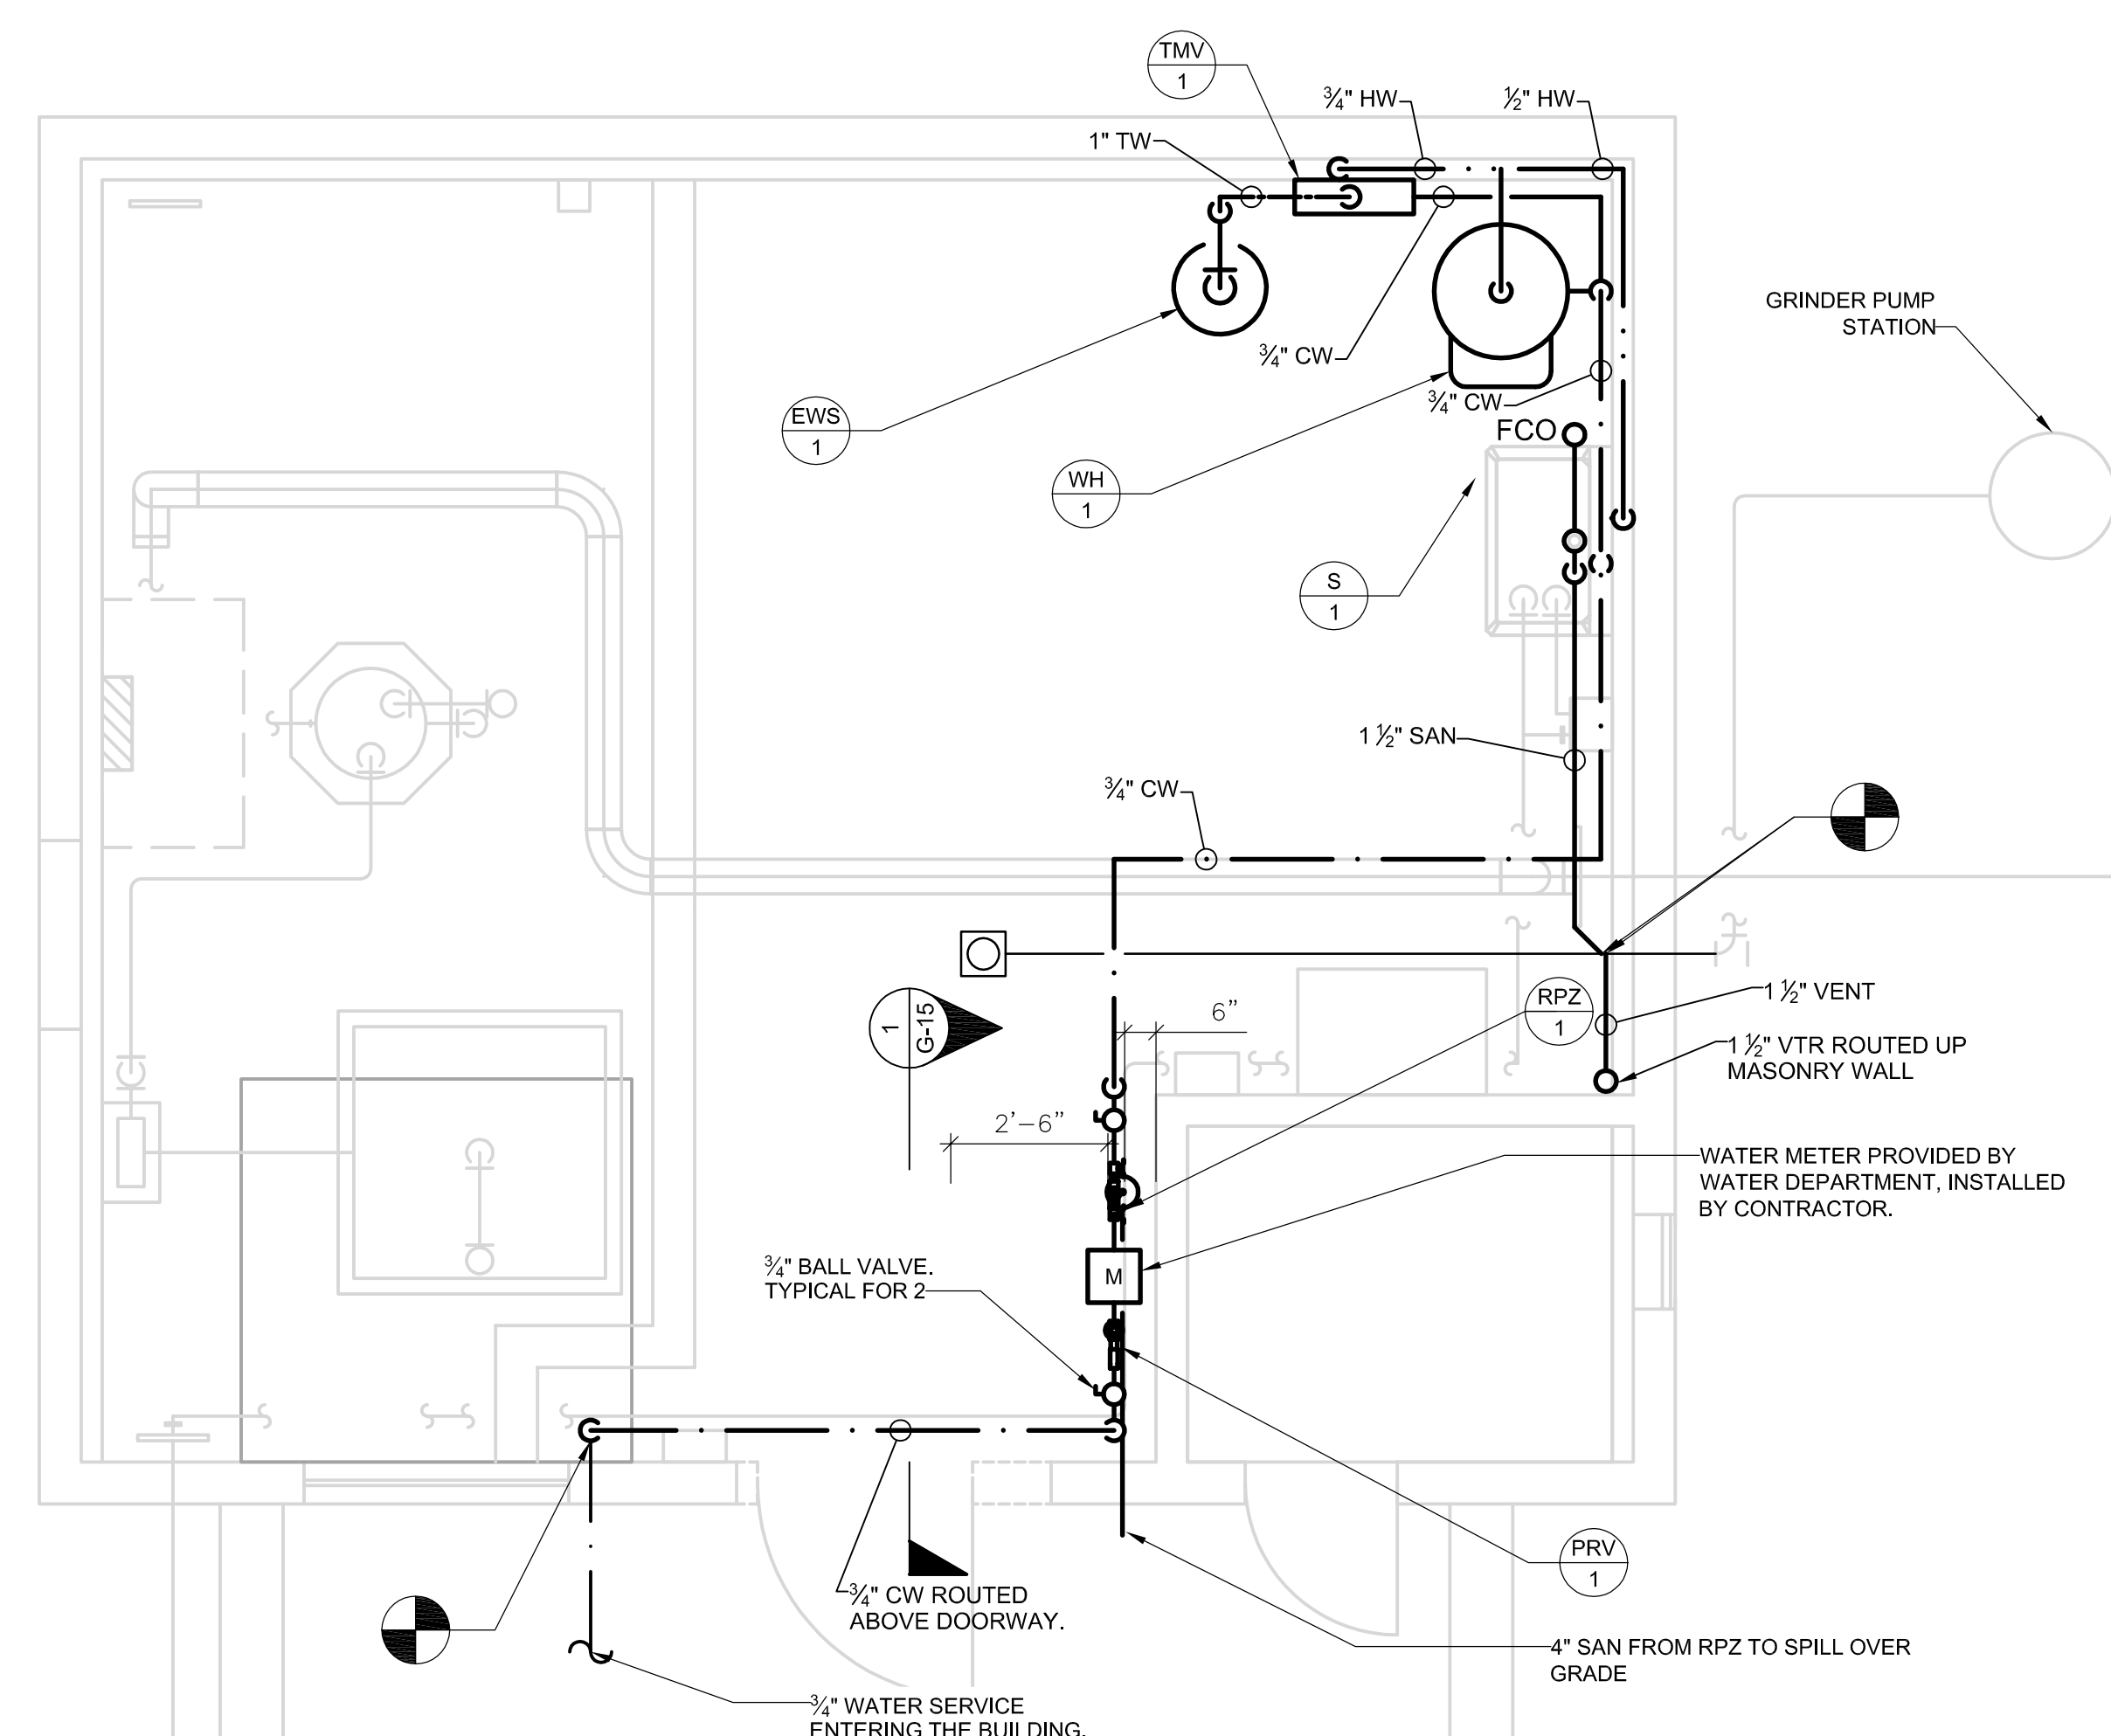 TMV
1
¾" HW
½" HW
1" TW
GRINDER PUMP
STATION
¾" CW
EWS
1
¾" CW
FCO
WH
1
S
1
1 ½" SAN
¾" CW
1
G-15
6”
RPZ
1
1 ½" VENT
1 ½" VTR ROUTED UP
MASONRY WALL
2’-6”
WATER METER PROVIDED BY
WATER DEPARTMENT, INSTALLED
BY CONTRACTOR.
¾" BALL VALVE.
TYPICAL FOR 2
M
PRV
1
¾" CW ROUTED
ABOVE DOORWAY.
4" SAN FROM RPZ TO SPILL OVER
GRADE
¾" WATER SERVICE
ENTERING THE BUILDING.